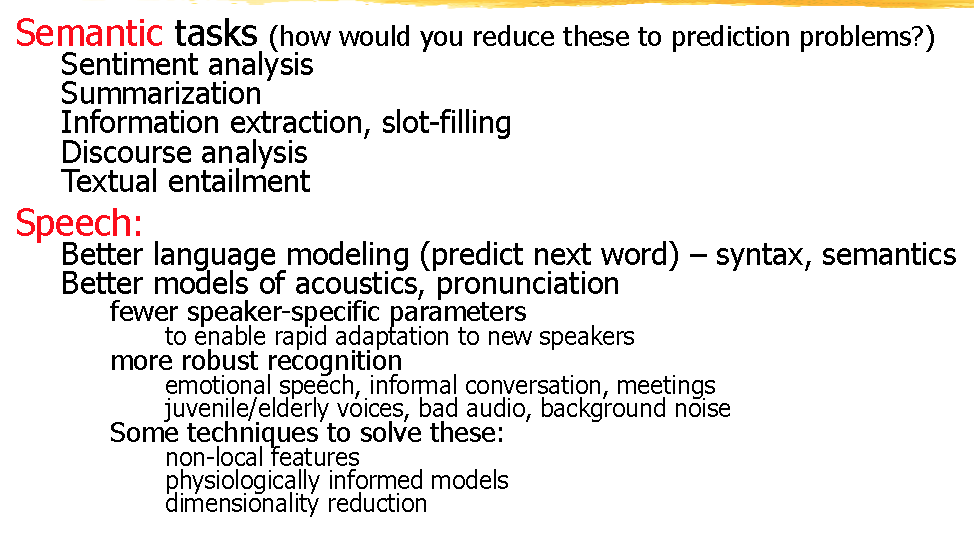 Semantic tasks (how would you reduce these to prediction problems?)
Sentiment analysis
Summarization
Information extraction, slot-filling
Discourse analysis
Textual entailment
Speech:
Better language modeling (predict next word) – syntax, semantics
Better models of acoustics, pronunciation
fewer speaker-specific parameters
to enable rapid adaptation to new speakers
more robust recognition
emotional speech, informal conversation, meetings
juvenile/elderly voices, bad audio, background noise
Some techniques to solve these:
non-local features
physiologically informed models
dimensionality reduction